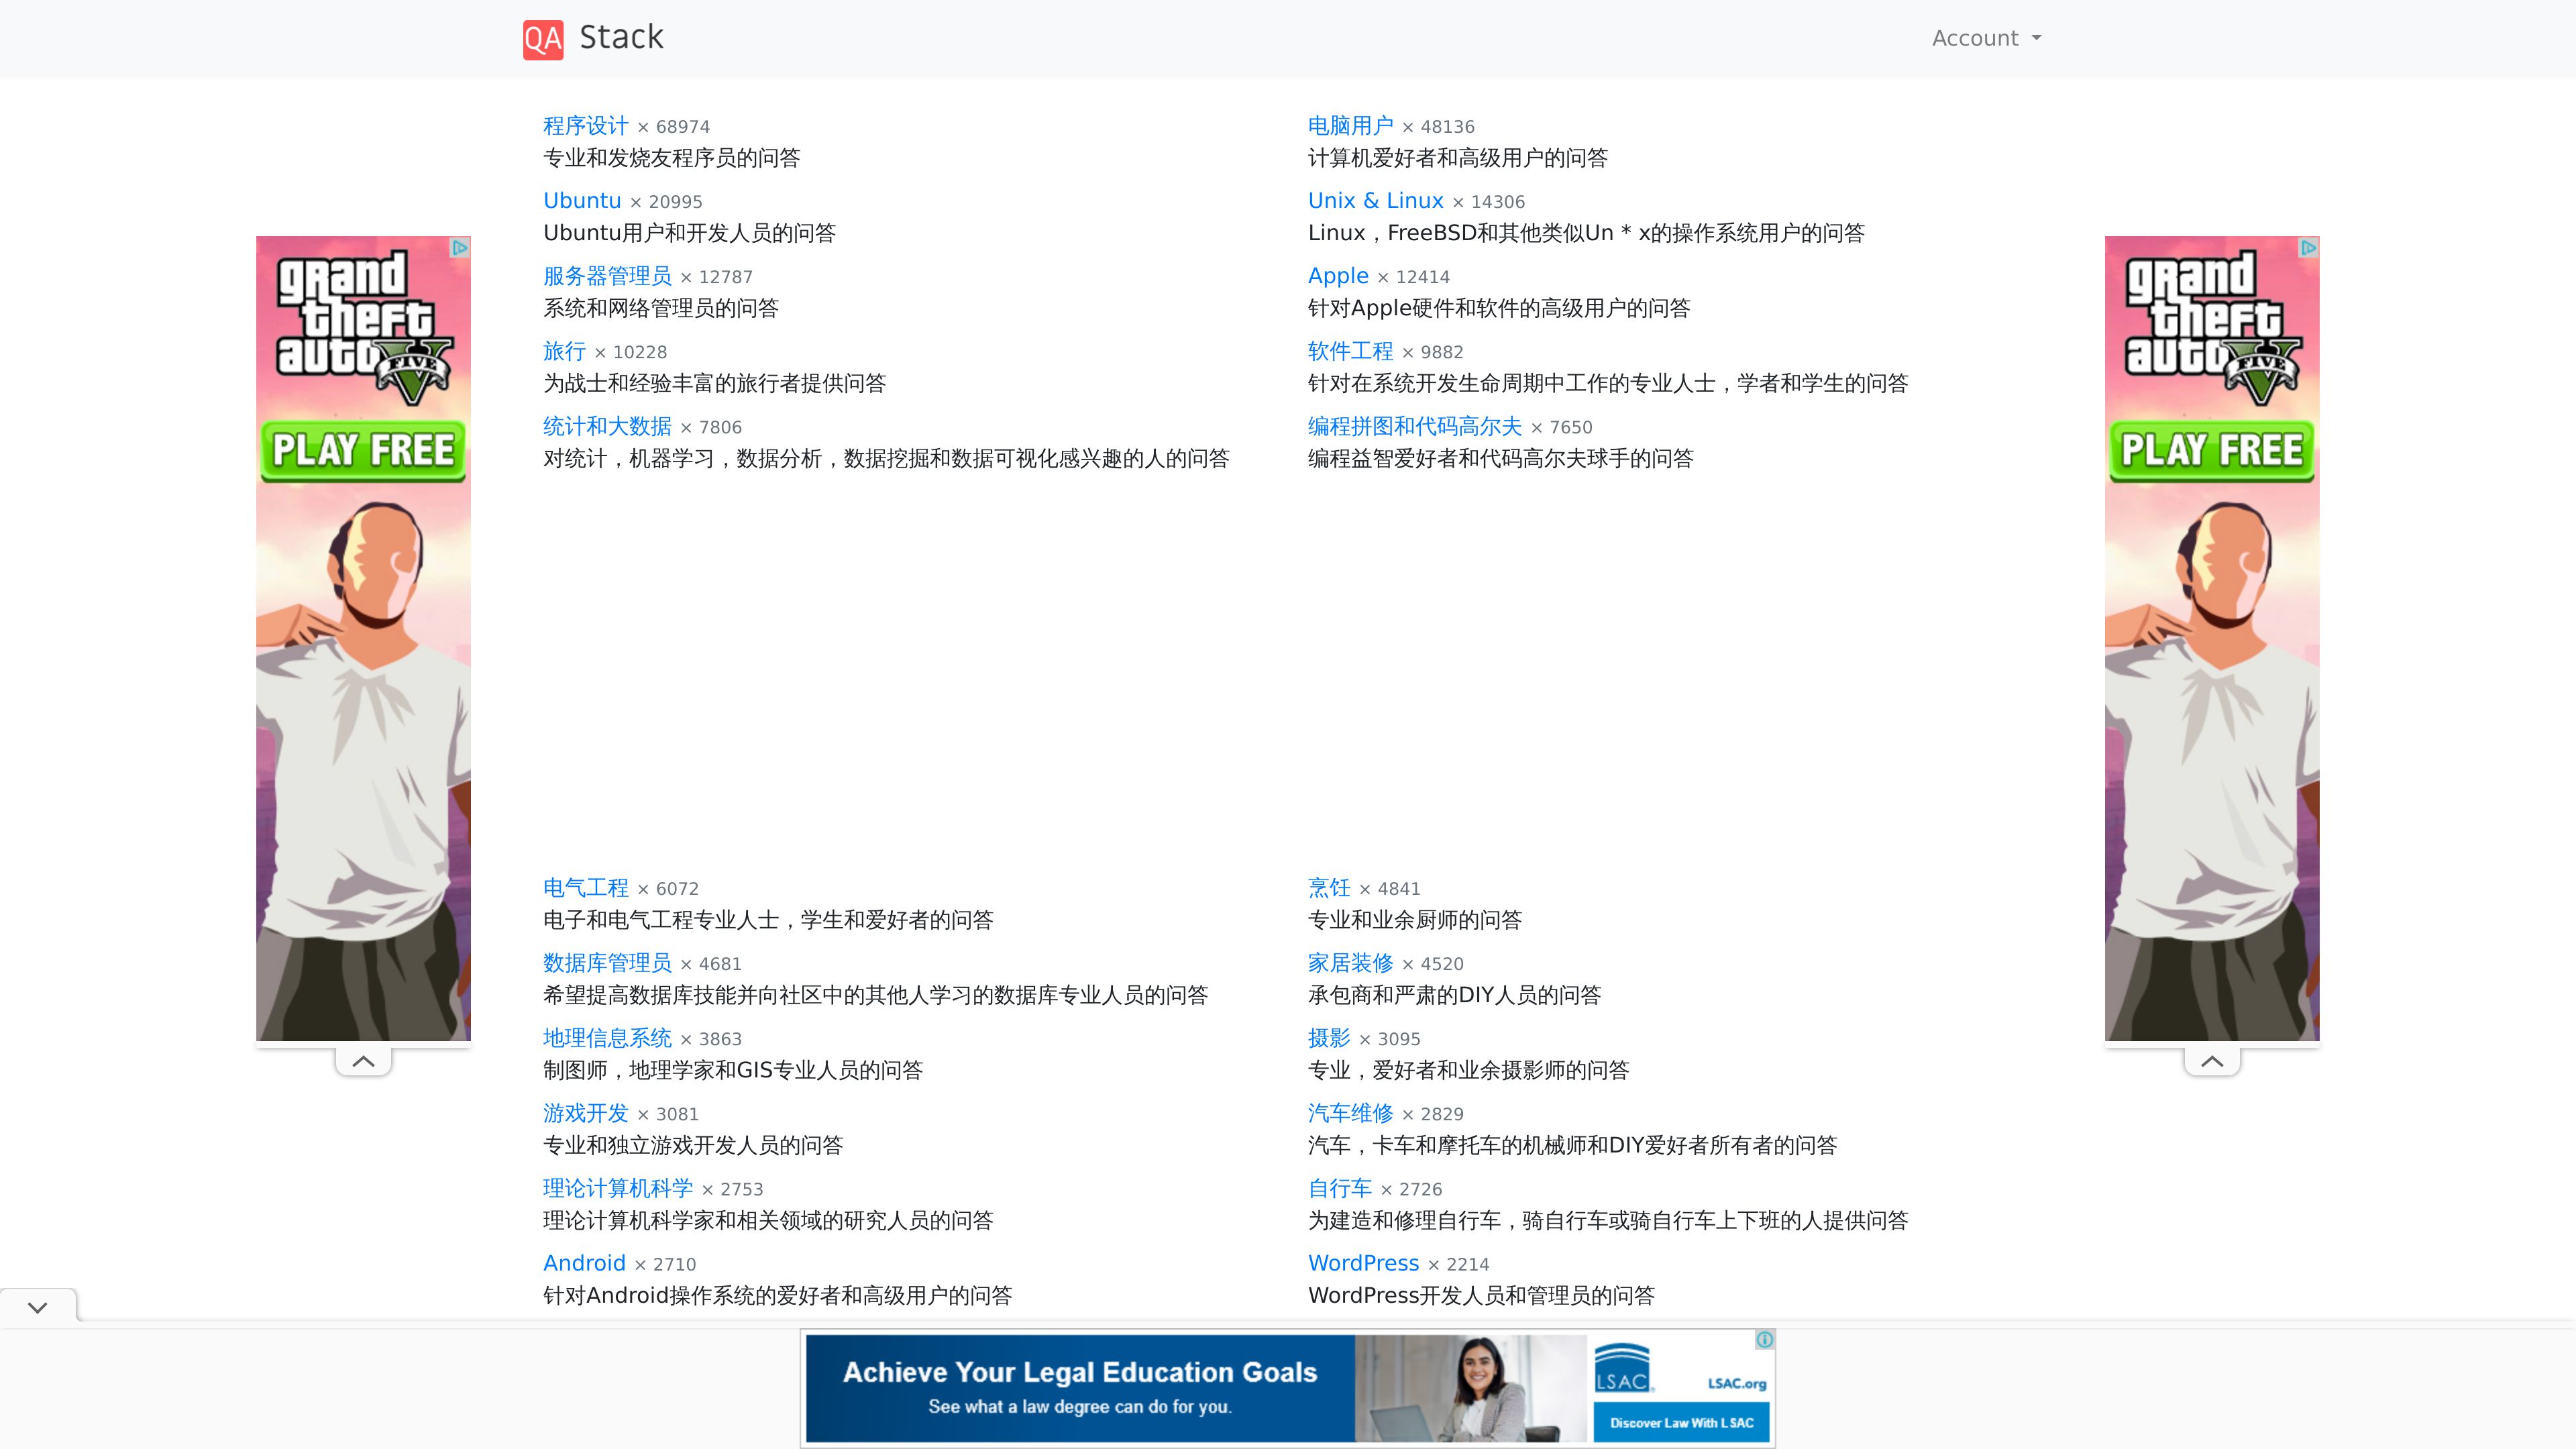 QA Stack
Account
程序设计 × 68974
专业和发烧友程序员的问答
电脑用户 × 48136
计算机爱好者和高级用户的问答
Ubuntu × 20995
Ubuntu用户和开发人员的问答
Unix & Linux × 14306
Linux，FreeBSD和其他类似Un * x的操作系统用户的问答
服务器管理员 × 12787
系统和网络管理员的问答
Apple × 12414
针对Apple硬件和软件的高级用户的问答
旅行 × 10228
为战士和经验丰富的旅行者提供问答
软件工程 × 9882
针对在系统开发生命周期中工作的专业人士，学者和学生的问答
统计和大数据 × 7806
对统计，机器学习，数据分析，数据挖掘和数据可视化感兴趣的人的问答
编程拼图和代码高尔夫 × 7650
编程益智爱好者和代码高尔夫球手的问答
电气工程 × 6072
电子和电气工程专业人士，学生和爱好者的问答
烹饪 × 4841
专业和业余厨师的问答
数据库管理员 × 4681
希望提高数据库技能并向社区中的其他人学习的数据库专业人员的问答
家居装修 × 4520
承包商和严肃的DIY人员的问答
地理信息系统 × 3863
制图师，地理学家和GIS专业人员的问答
摄影 × 3095
专业，爱好者和业余摄影师的问答
游戏开发 × 3081
专业和独立游戏开发人员的问答
汽车维修 × 2829
汽车，卡车和摩托车的机械师和DIY爱好者所有者的问答
理论计算机科学 × 2753
理论计算机科学家和相关领域的研究人员的问答
自行车 × 2726
为建造和修理自行车，骑自行车或骑自行车上下班的人提供问答
Android × 2710
针对Android操作系统的爱好者和高级用户的问答
WordPress × 2214
WordPress开发人员和管理员的问答
grand
theft
auto V
FIVE
PLAY FREE
grand
theft
auto V
FIVE
PLAY FREE
Achieve Your Legal Education Goals
See what a law degree can do for you.
LSAC
LSAC.org
Discover Law With LSAC